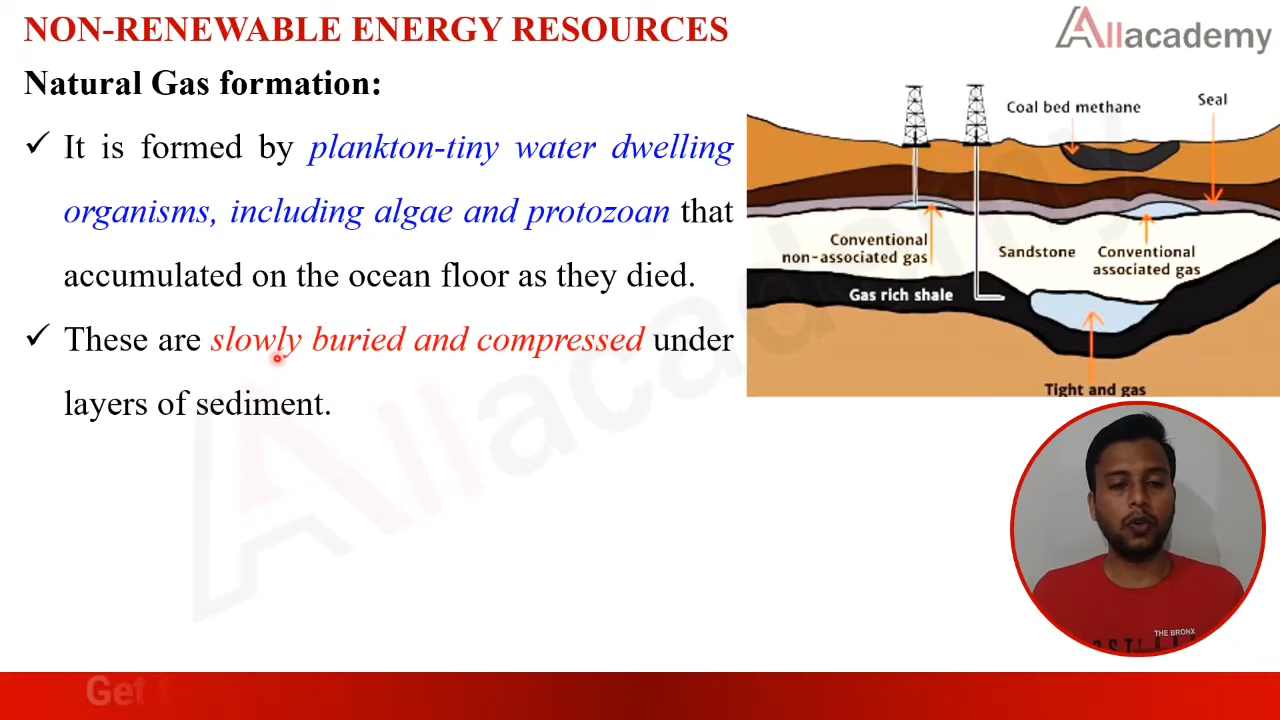 NON-RENEWABLE ENERGY RESOURCES
Allacademy
Natural Gas formation:
✓ It is formed by plankton-tiny water dwelling
organisms, including algae and protozoan that
accumulated on the ocean floor as they died.
✓ These are slowly buried and compressed under
layers of sediment.
Coal bed methane
Seal
Conventional
non-associated gas
Sandstone
Conventional
associated gas
Gas rich shale
Tight and gas
Allacademy
THE BRONX
Get